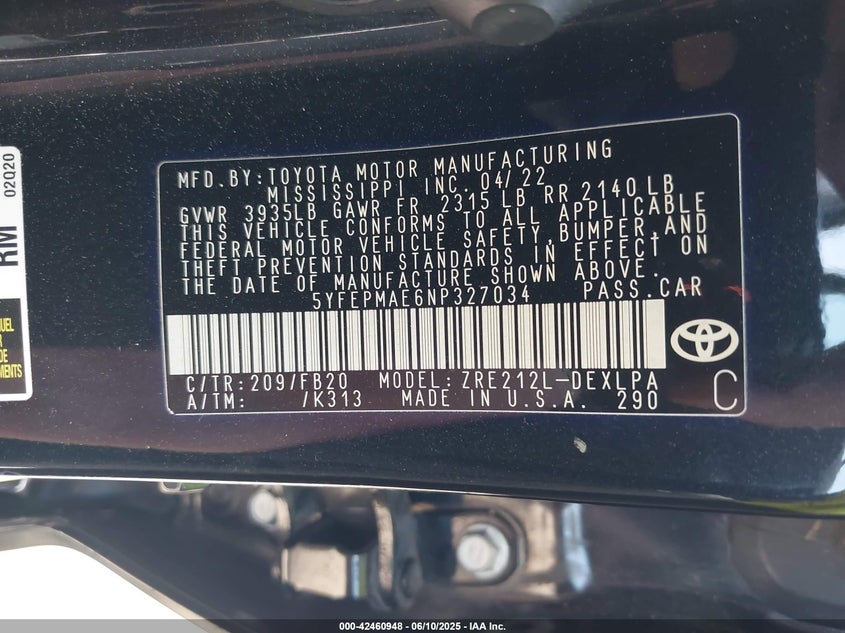 MFD.BY:TOYOTA MOTOR MANUFACTURING
MISSISSIPPI INC. 04/22
GVWR 3935LB GAWR FR 2315 LB RR 2140LB
THIS VEHICLE CONFORMS TO ALL APPLICABLE
FEDERAL MOTOR VEHICLE SAFETY,BUMPER,AND
THEFT PREVENTION STANDARDS IN EFFECT ON
THE DATE OF MANUFACTURE SHOWN ABOVE.
5YFEPMAE6NP327034 PASS.CAR
C/TR:209/FB20 MODEL: ZRE212L-DEXLPA
A/TM: /K313 MADE IN U.S.A. 290
C
RM
02Q20
000-42460948 - 06/10/2025 - IAA Inc.